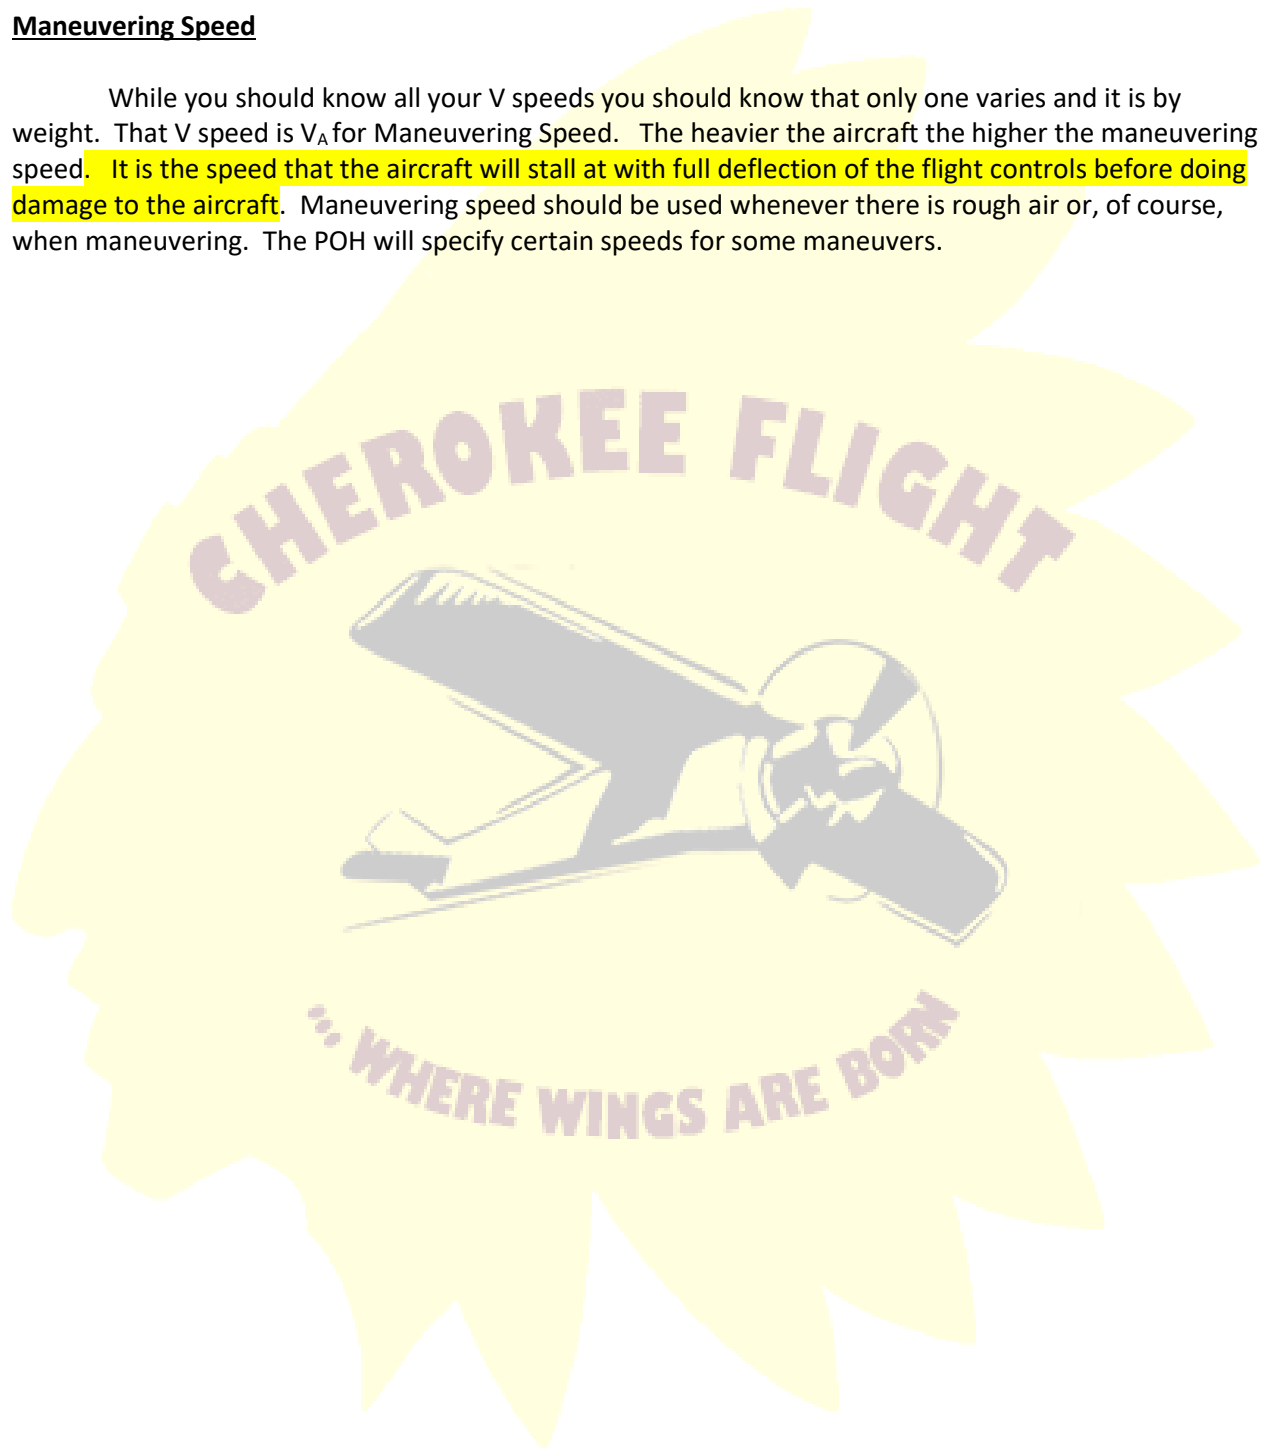 Maneuvering Speed
While you should know all your V speeds you should know that only one varies and it is by
weight.  That V speed is VA for Maneuvering Speed.   The heavier the aircraft the higher the maneuvering
speed.   It is the speed that the aircraft will stall at with full deflection of the flight controls before doing
damage to the aircraft.  Maneuvering speed should be used whenever there is rough air or, of course,
when maneuvering.  The POH will specify certain speeds for some maneuvers.
CHEROKEE FLIGHT
... WHERE WINGS ARE BORN